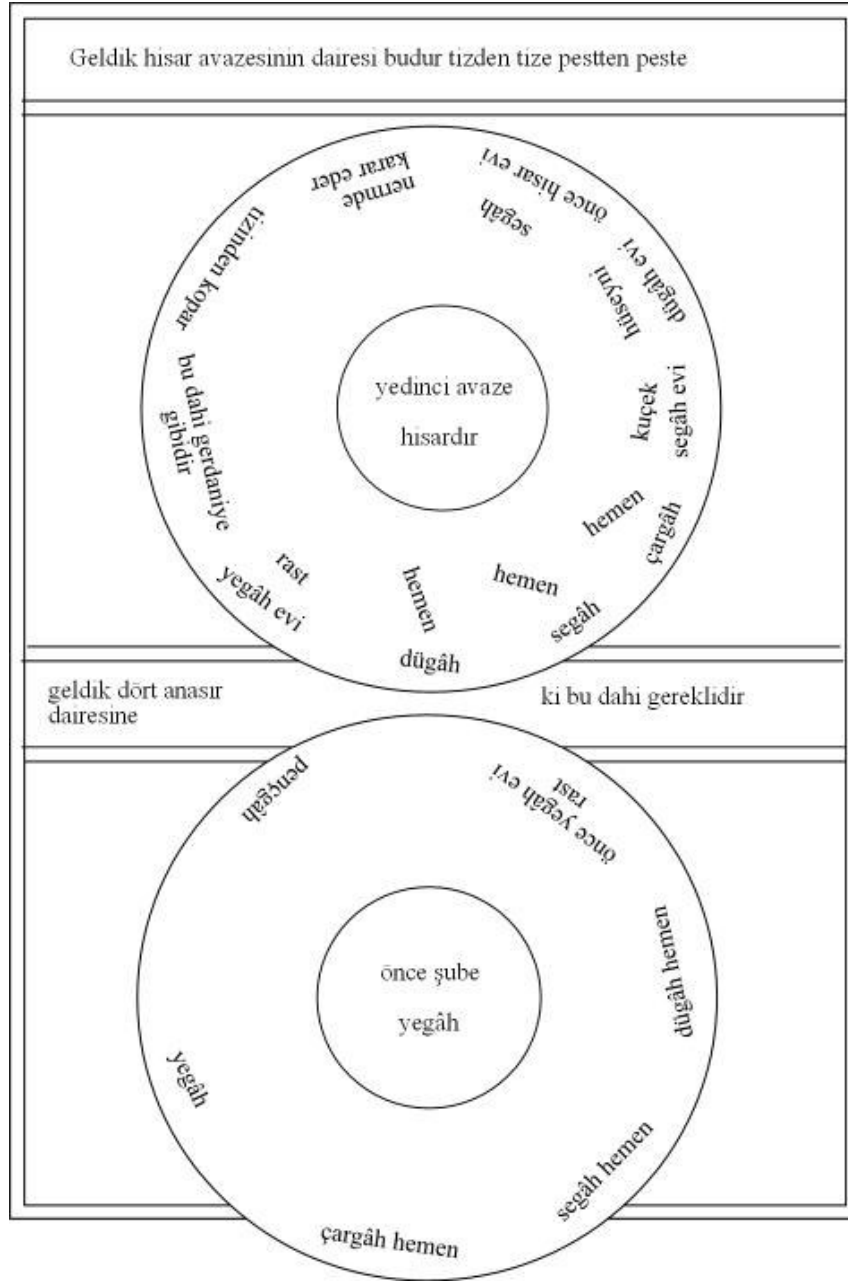 Geldik hisar avazesinin dairesi budur tizden tize pestten peste
önce hisar evi
segâh
dügâh evi
hüseyni
segâh evi
kuçek
çargâh
hemen
segâh
hemen
dügâh
hemen
yegâh evi
rast
bu dahi gerdaniye
gibidir
tizinden kopar
nermde
karar eder
yedinci avaze
hisardır
geldik dört anasır
dairesine
ki bu dahi gereklidir
önce yegâh evi
rast
dügâh hemen
segâh hemen
çargâh hemen
yegâh
pençgâh
önce şube
yegâh